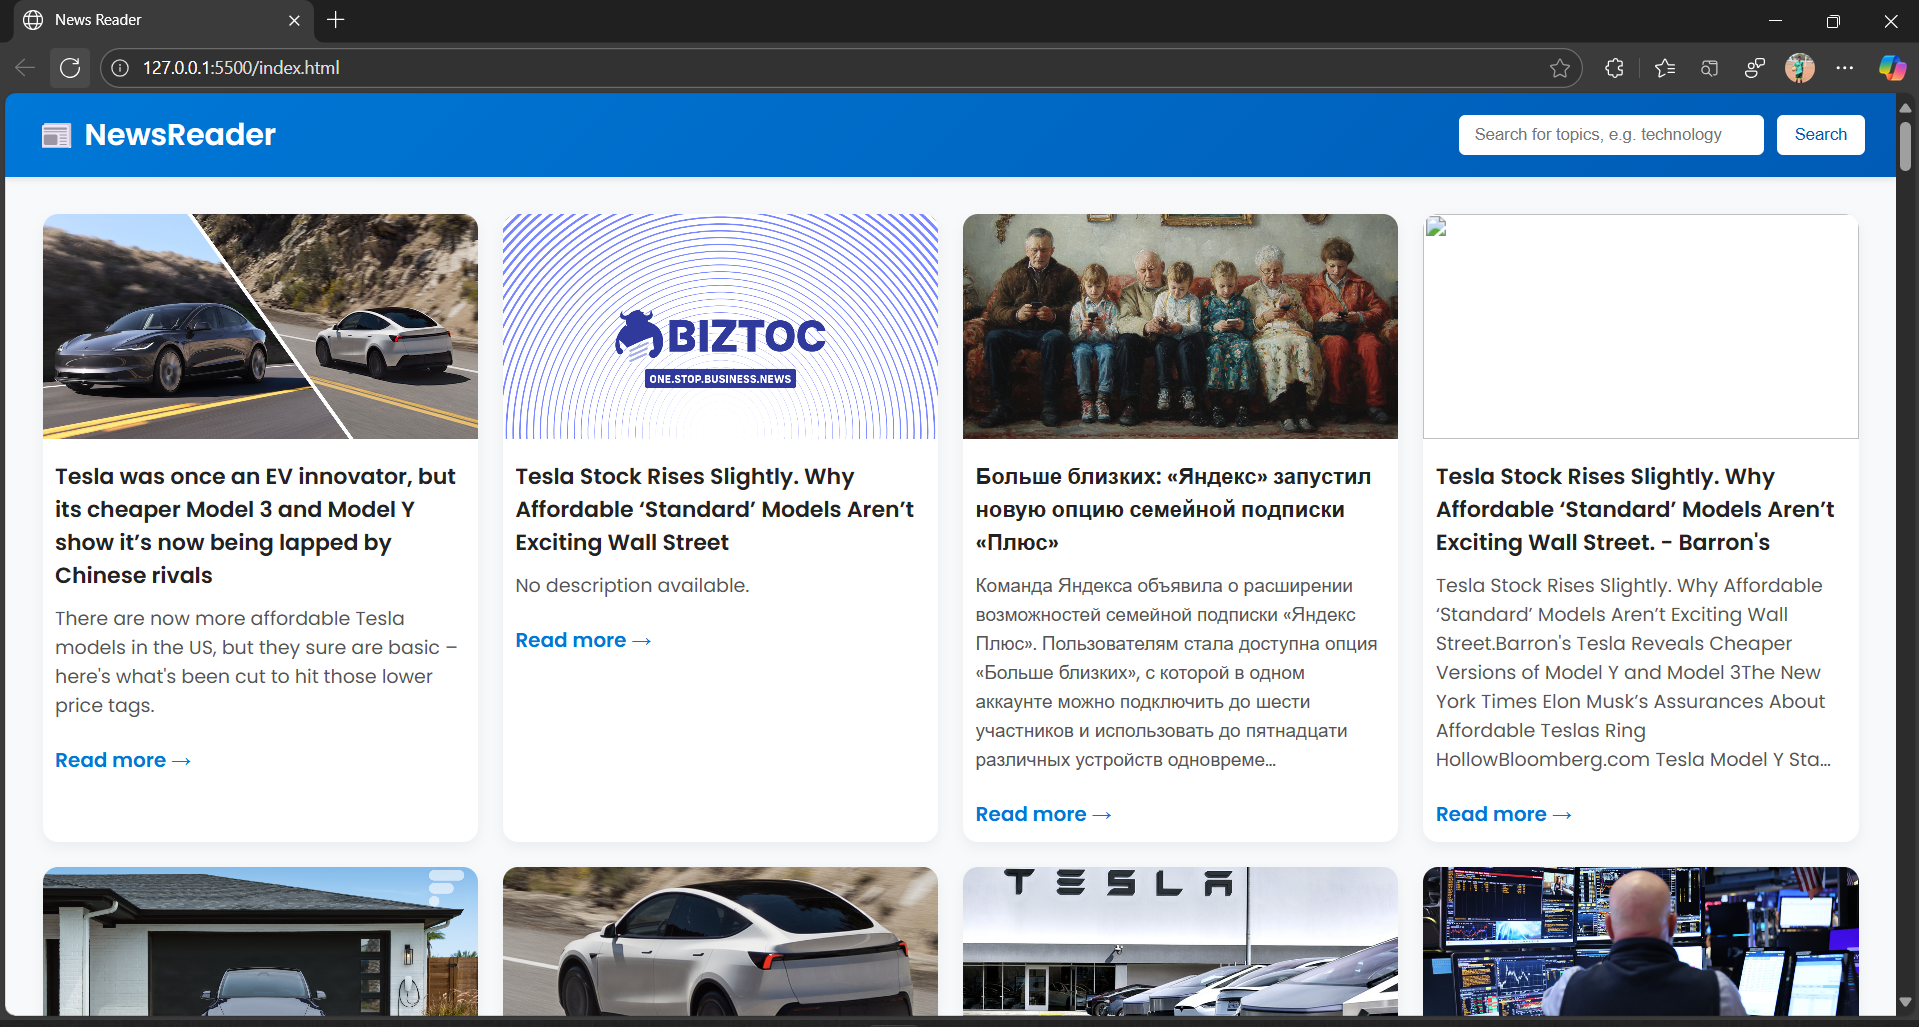 News Reader
127.0.0.1:5500/index.html
NewsReader
Search for topics, e.g. technology
Search
BIZTOC
ONE.STOP.BUSINESS.NEWS
Tesla was once an EV innovator, but
its cheaper Model 3 and Model Y
show it’s now being lapped by
Chinese rivals
There are now more affordable Tesla
models in the US, but they sure are basic –
here's what's been cut to hit those lower
price tags.
Read more →
Tesla Stock Rises Slightly. Why
Affordable ‘Standard’ Models Aren’t
Exciting Wall Street
No description available.
Read more →
Больше близких: «Яндекс» запустил
новую опцию семейной подписки
«Плюс»
Команда Яндекса объявила о расширении
возможностей семейной подписки «Яндекс
Плюс». Пользователям стала доступна опция
«Больше близких», с которой в одном
аккаунте можно подключить до шести
участников и использовать до пятнадцати
различных устройств одновреме…
Read more →
Tesla Stock Rises Slightly. Why
Affordable ‘Standard’ Models Aren’t
Exciting Wall Street. - Barron's
Tesla Stock Rises Slightly. Why Affordable
‘Standard’ Models Aren’t Exciting Wall
Street.Barron's Tesla Reveals Cheaper
Versions of Model Y and Model 3The New
York Times Elon Musk’s Assurances About
Affordable Teslas Ring
HollowBloomberg.com Tesla Model Y Sta…
Read more →
TESLA